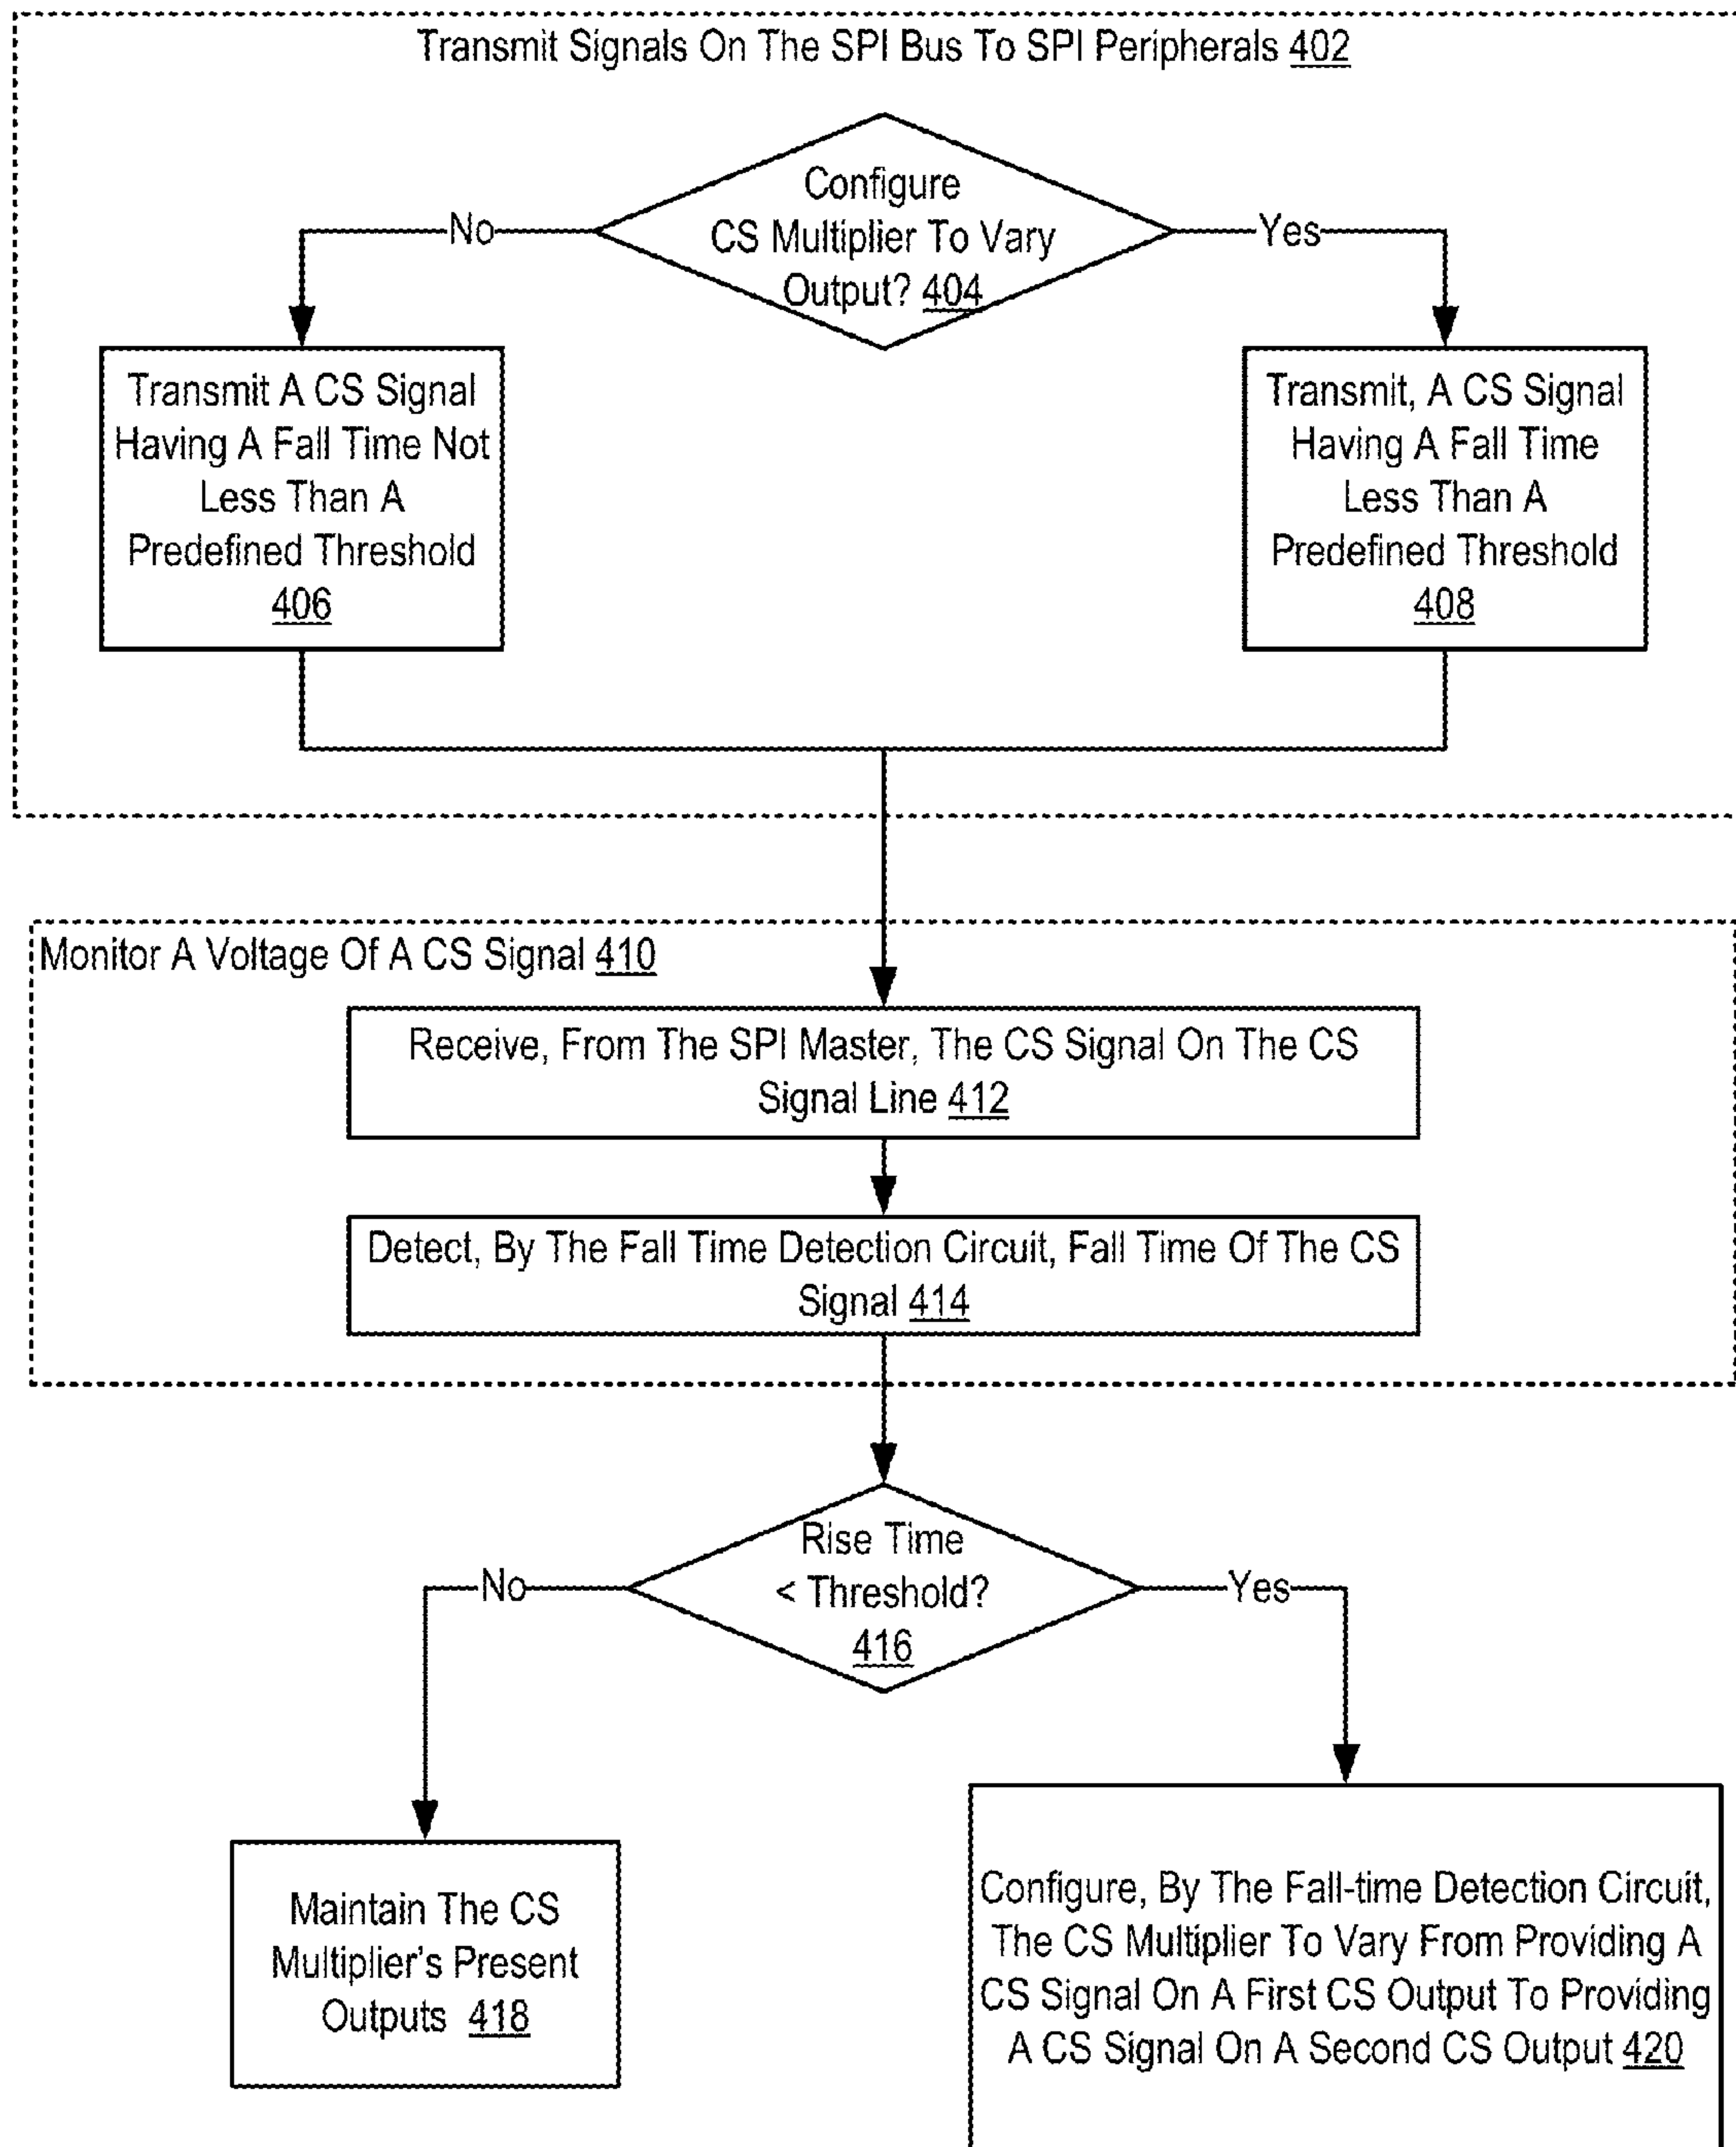 Transmit Signals On The SPI Bus To SPI Peripherals 402
Configure
CS Multiplier To Vary
Output? 404
No
Yes
Transmit A CS Signal
Having A Fall Time Not
Less Than A
Predefined Threshold
406
Transmit, A CS Signal
Having A Fall Time
Less Than A
Predefined Threshold
408
Monitor A Voltage Of A CS Signal 410
Receive, From The SPI Master, The CS Signal On The CS
Signal Line 412
Detect, By The Fall Time Detection Circuit, Fall Time Of The CS
Signal 414
Rise Time
< Threshold?
416
No
Yes
Maintain The CS
Multiplier's Present
Outputs 418
Configure, By The Fall-time Detection Circuit,
The CS Multiplier To Vary From Providing A
CS Signal On A First CS Output To Providing
A CS Signal On A Second CS Output 420